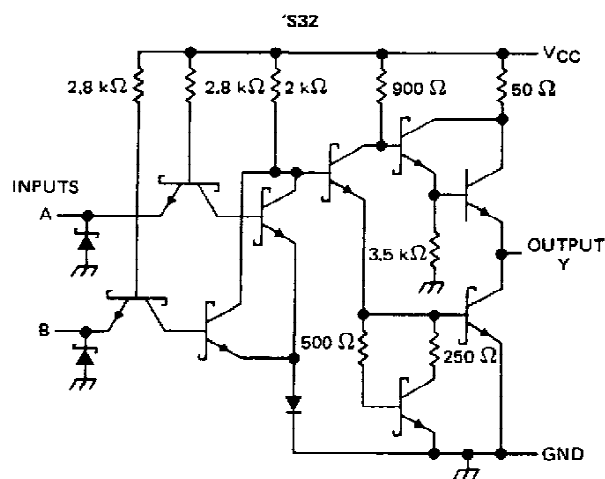 'S32
VCC
2.8 kΩ
2.8 kΩ
2 kΩ
900 Ω
50 Ω
INPUTS
A
3.5 kΩ
OUTPUT
Y
B
500 Ω
250 Ω
GND